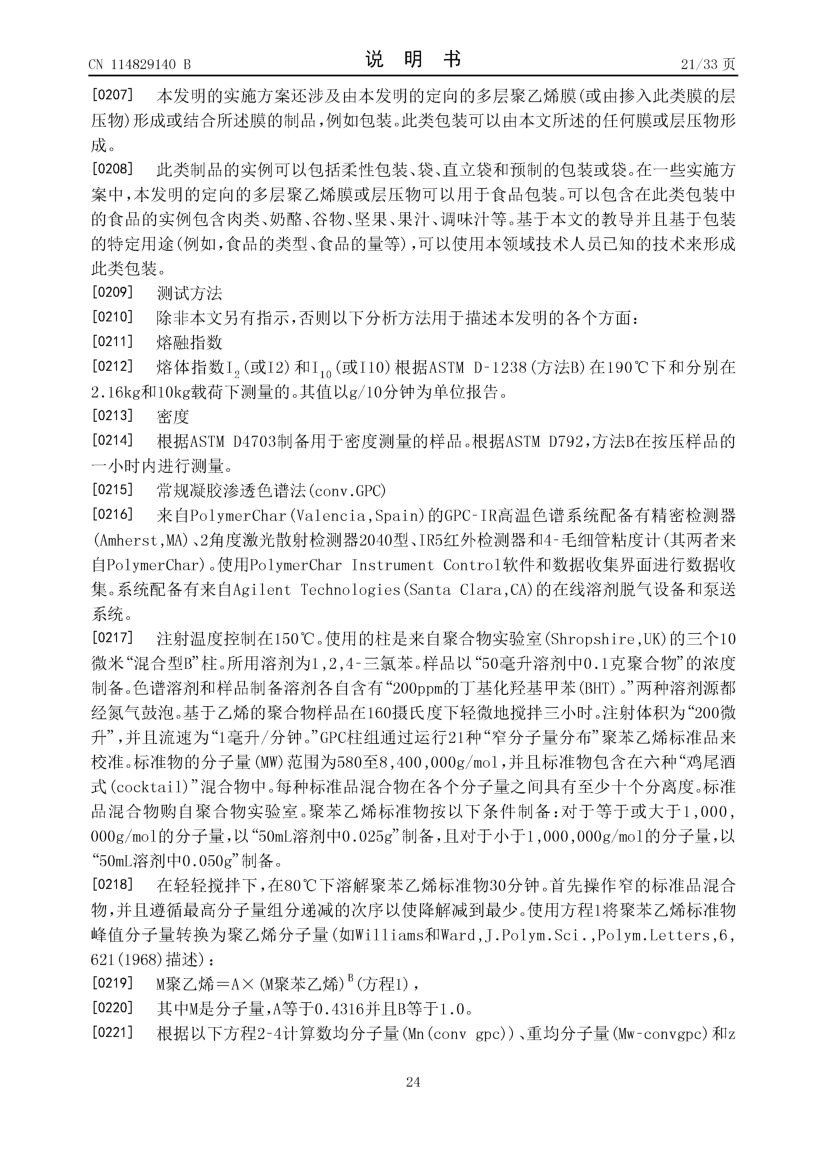 CN 114829140 B
说 明 书
21/33 页
[0207] 本发明的实施方案还涉及由本发明的定向的多层聚乙烯膜(或由掺入此类膜的层
压物)形成或结合所述膜的制品,例如包装。此类包装可以由本文所述的任何膜或层压物形
成。
[0208] 此类制品的实例可以包括柔性包装、袋、直立袋和预制的包装或袋。在一些实施方
案中,本发明的定向的多层聚乙烯膜或层压物可以用于食品包装。可以包含在此类包装中
的食品的实例包含肉类、奶酪、谷物、坚果、果汁、调味汁等。基于本文的教导并且基于包装
的特定用途(例如,食品的类型、食品的量等),可以使用本领域技术人员已知的技术来形成
此类包装。
[0209] 测试方法
[0210] 除非本文另有指示,否则以下分析方法用于描述本发明的各个方面:
[0211] 熔融指数
[0212] 熔体指数I₂(或I2)和I₁₀(或I10)根据ASTM D-1238(方法B)在190℃下和分别在
2.16kg和10kg载荷下测量的。其值以g/10分钟为单位报告。
[0213] 密度
[0214] 根据ASTM D4703制备用于密度测量的样品。根据ASTM D792,方法B在按压样品的
一小时内进行测量。
[0215] 常规凝胶渗透色谱法(conv.GPC)
[0216] 来自PolymerChar(Valencia,Spain)的GPC-IR高温色谱系统配备有精密检测器
(Amherst,MA)、2角度激光散射检测器2040型、IR5红外检测器和4-毛细管粘度计(其两者来
自PolymerChar)。使用PolymerChar Instrument Control软件和数据收集界面进行数据收
集。系统配备有来自Agilent Technologies(Santa Clara,CA)的在线溶剂脱气设备和泵送
系统。
[0217] 注射温度控制在150℃。使用的柱是来自聚合物实验室(Shropshire,UK)的三个10
微米“混合型B”柱。所用溶剂为1,2,4-三氯苯。样品以“50毫升溶剂中0.1克聚合物”的浓度
制备。色谱溶剂和样品制备溶剂各自含有“200ppm的丁基化羟基甲苯(BHT)。”两种溶剂源都
经氮气鼓泡。基于乙烯的聚合物样品在160摄氏度下轻微地搅拌三小时。注射体积为“200微
升”,并且流速为“1毫升/分钟。”GPC柱组通过运行21种“窄分子量分布”聚苯乙烯标准品来
校准。标准物的分子量(MW)范围为580至8,400,000g/mol,并且标准物包含在六种“鸡尾酒
式(cocktail)”混合物中。每种标准品混合物在各个分子量之间具有至少十个分离度。标准
品混合物购自聚合物实验室。聚苯乙烯标准物按以下条件制备:对于等于或大于1,000,
000g/mol的分子量,以“50mL溶剂中0.025g”制备,且对于小于1,000,000g/mol的分子量,以
“50mL溶剂中0.050g”制备。
[0218] 在轻轻搅拌下,在80℃下溶解聚苯乙烯标准物30分钟。首先操作窄的标准品混合
物,并且遵循最高分子量组分递减的次序以使降解减到最少。使用方程1将聚苯乙烯标准物
峰值分子量转换为聚乙烯分子量(如Williams和Ward,J.Polym.Sci.,Polym.Letters,6,
621(1968)描述):
[0219] M聚乙烯=A×(M聚苯乙烯)ᴮ(方程1),
[0220] 其中M是分子量,A等于0.4316并且B等于1.0。
[0221] 根据以下方程2-4计算数均分子量(Mn(conv gpc))、重均分子量(Mw-convgpc)和z
24